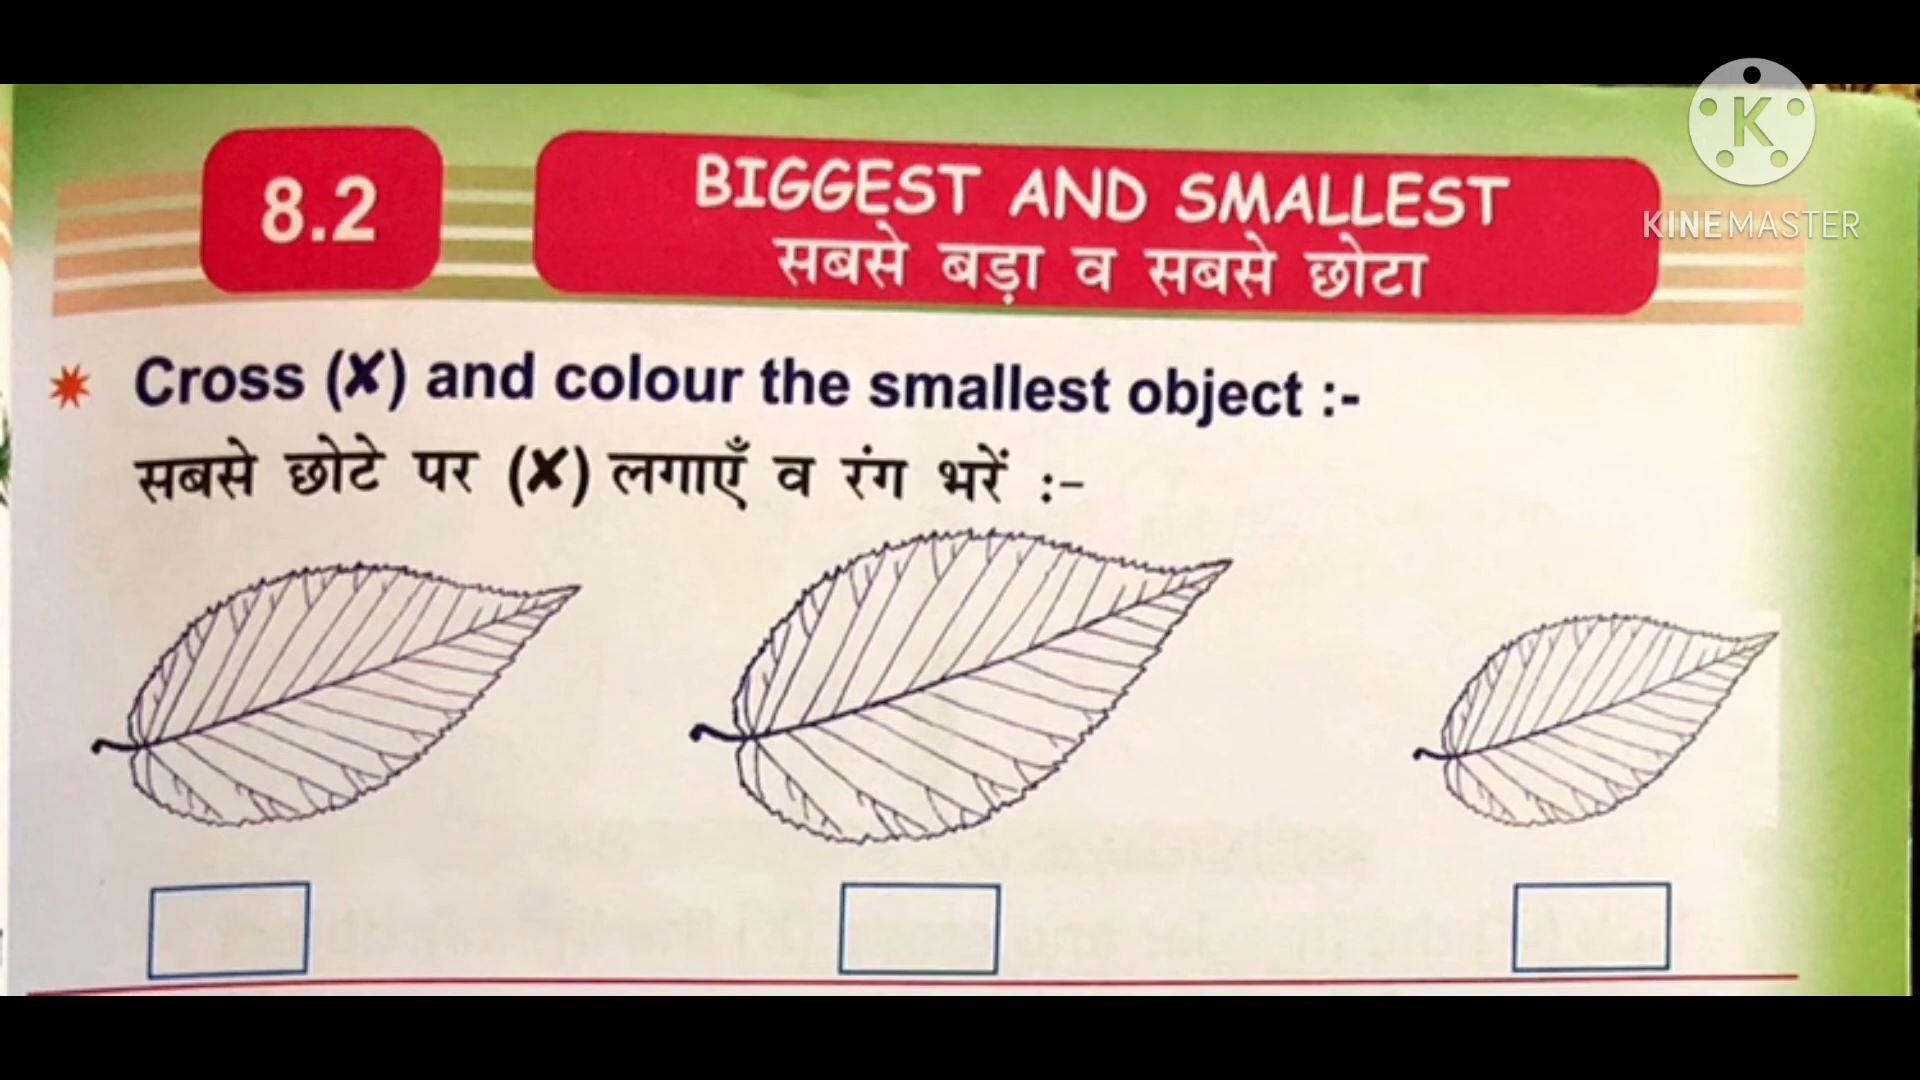 8.2
BIGGEST AND SMALLEST
सबसे बड़ा व सबसे छोटा
K
KINEMASTER
Cross (✘) and colour the smallest object :-
सबसे छोटे पर (✘) लगाएँ व रंग भरें :-